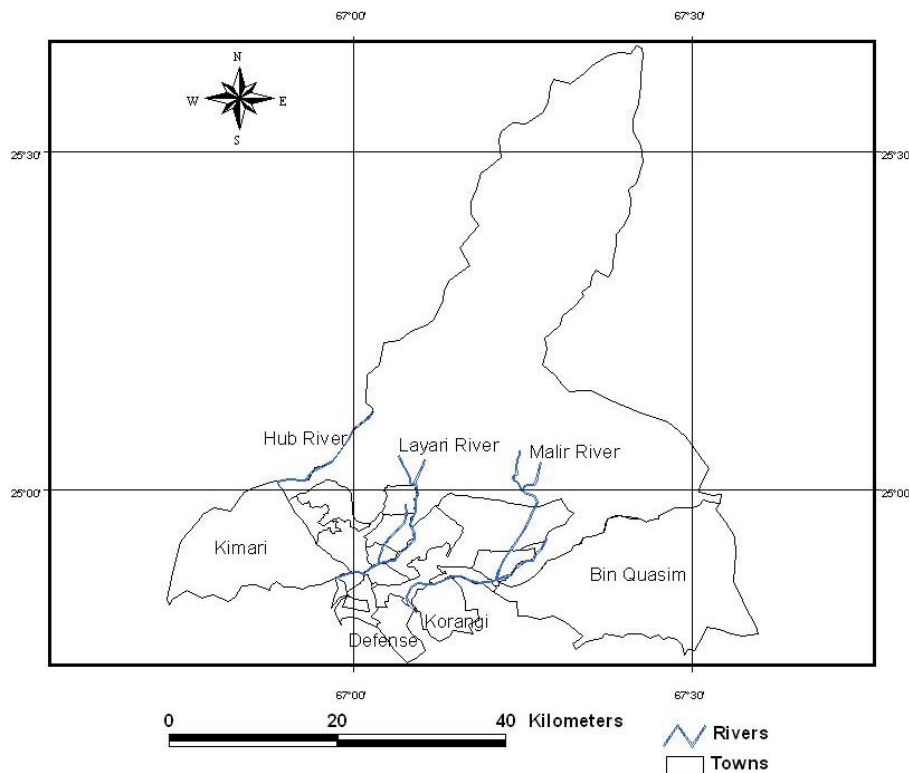 67°00' 67°30'
N
W E
S
25°30' 25°30'
Hub River Layari River Malir River
25°00' 25°00'
Kimari
Bin Quasim
Korangi
Defense
67°00' 67°30'
0 20 40 Kilometers
Rivers
Towns